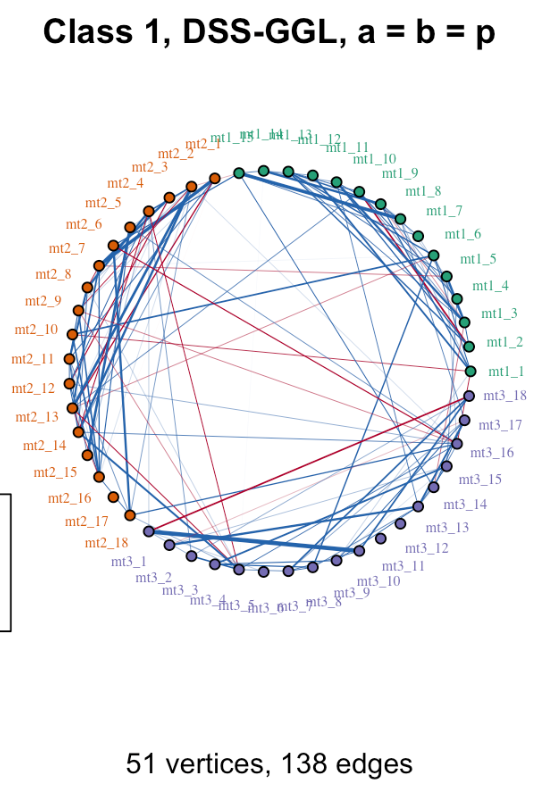 Class 1, DSS-GGL, a = b = p
mt1_1
mt1_2
mt1_3
mt1_4
mt1_5
mt1_6
mt1_7
mt1_8
mt1_9
mt1_10
mt1_11
mt1_12
mt1_13
mt1_14
mt1_15
mt2_1
mt2_2
mt2_3
mt2_4
mt2_5
mt2_6
mt2_7
mt2_8
mt2_9
mt2_10
mt2_11
mt2_12
mt2_13
mt2_14
mt2_15
mt2_16
mt2_17
mt2_18
mt3_1
mt3_2
mt3_3
mt3_4
mt3_5
mt3_6
mt3_7
mt3_8
mt3_9
mt3_10
mt3_11
mt3_12
mt3_13
mt3_14
mt3_15
mt3_16
mt3_17
mt3_18
51 vertices, 138 edges